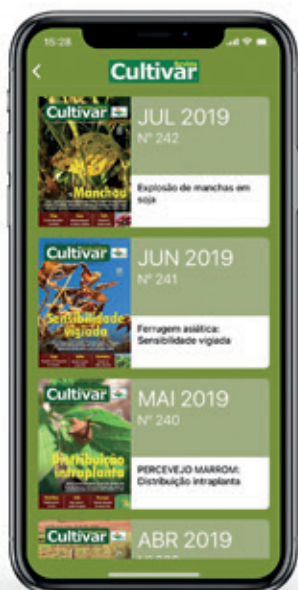 15:28
Revista
Cultivar
Cultivar
Manchou
JUL 2019
Nº 242
Explosão de manchas em
soja
Cultivar
Sensibilidade
vigiada
JUN 2019
Nº 241
Ferrugem asiática:
Sensibilidade vigiada
Cultivar
Distribuição
intraplanta
MAI 2019
Nº 240
PERCEVEJO MARROM:
Distribuição intraplanta
Cultivar
ABR 2019